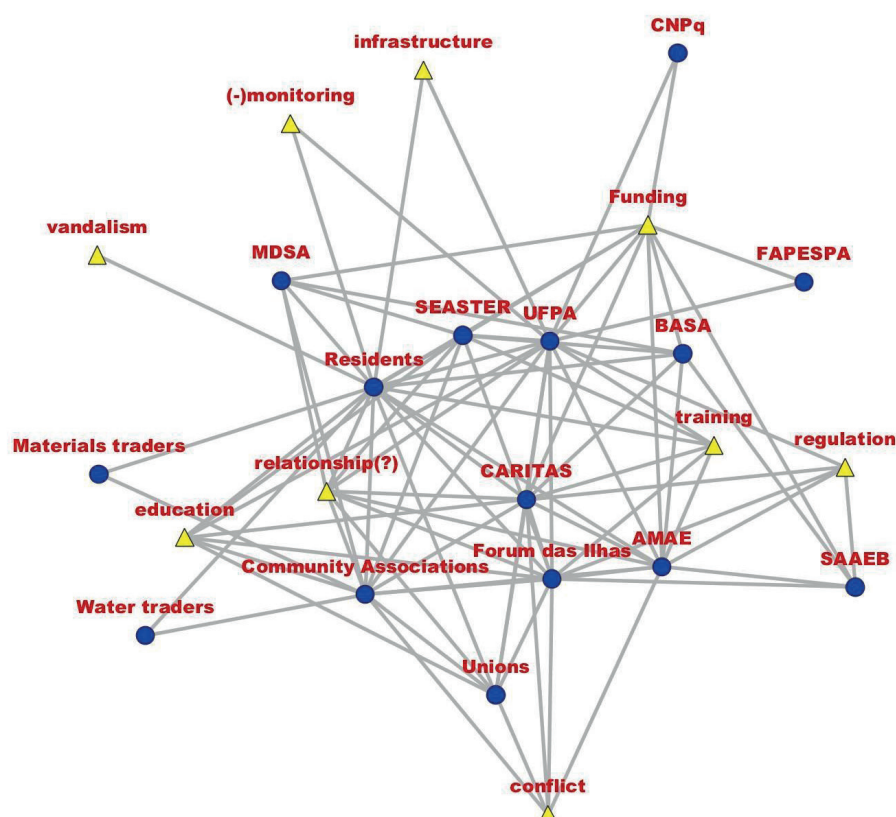 CNPq
infrastructure
(-)monitoring
Funding
vandalism
MDSA
FAPESPA
SEASTER
UFPA
BASA
Residents
training
regulation
Materials traders
relationship(?)
CARITAS
education
AMAE
Forum das Ilhas
SAAEB
Community Associations
Water traders
Unions
conflict